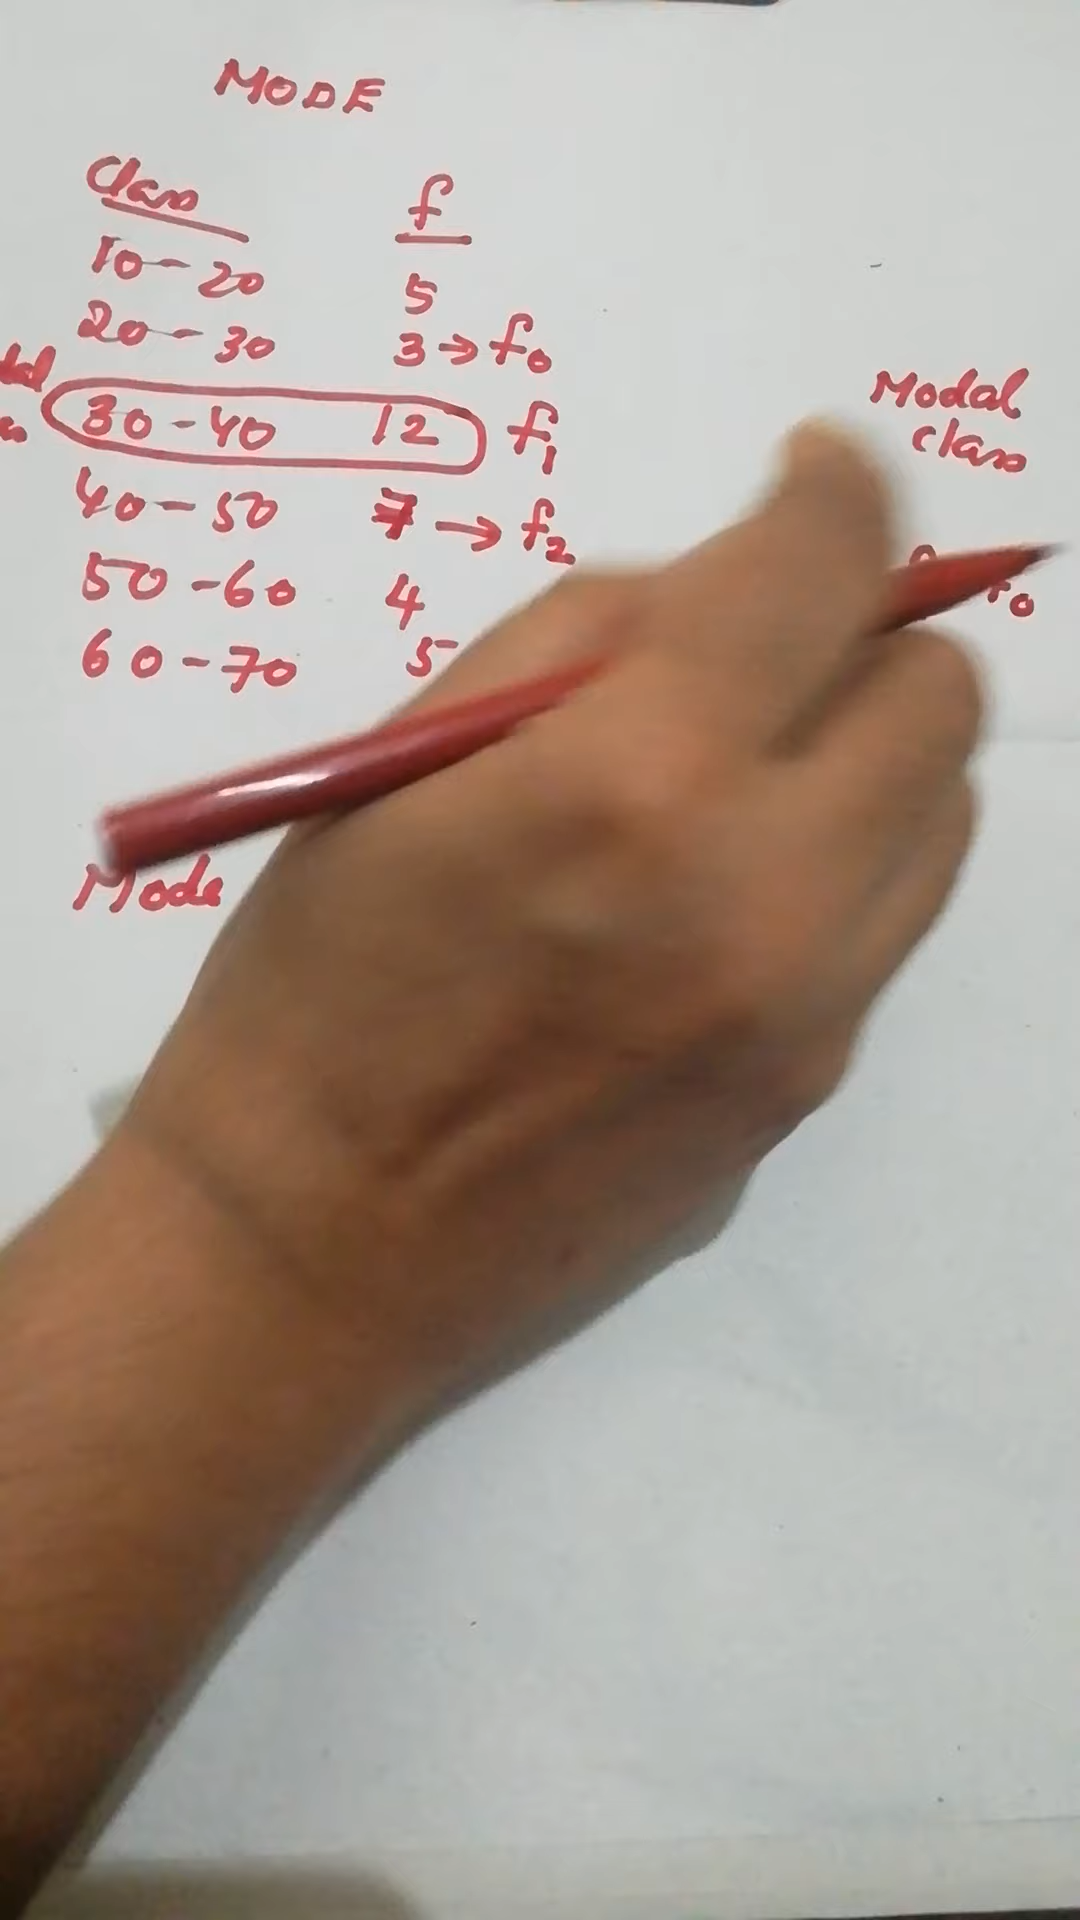 MODE
Class f
10-20 5
20-30 3 → f₀
30-40 12 f₁
40-50 7 → f₂
50-60 4
60-70 5
Modal
class
Mode